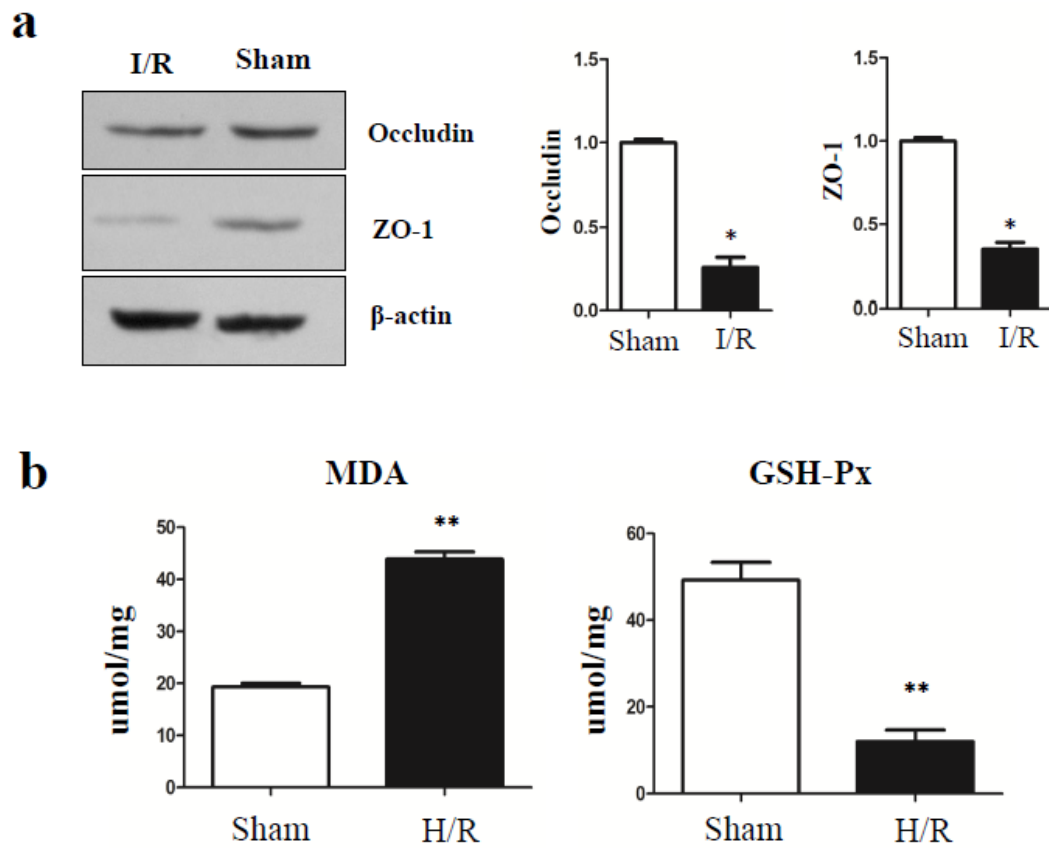 a
I/R Sham
Occludin
ZO-1
β-actin
Occludin
1.5
1.0
0.5
0.0
*
Sham I/R
ZO-1
1.5
1.0
0.5
0.0
*
Sham I/R
b
MDA
umol/mg
50
40
30
20
10
0
**
Sham H/R
GSH-Px
umol/mg
60
40
20
0
**
Sham H/R